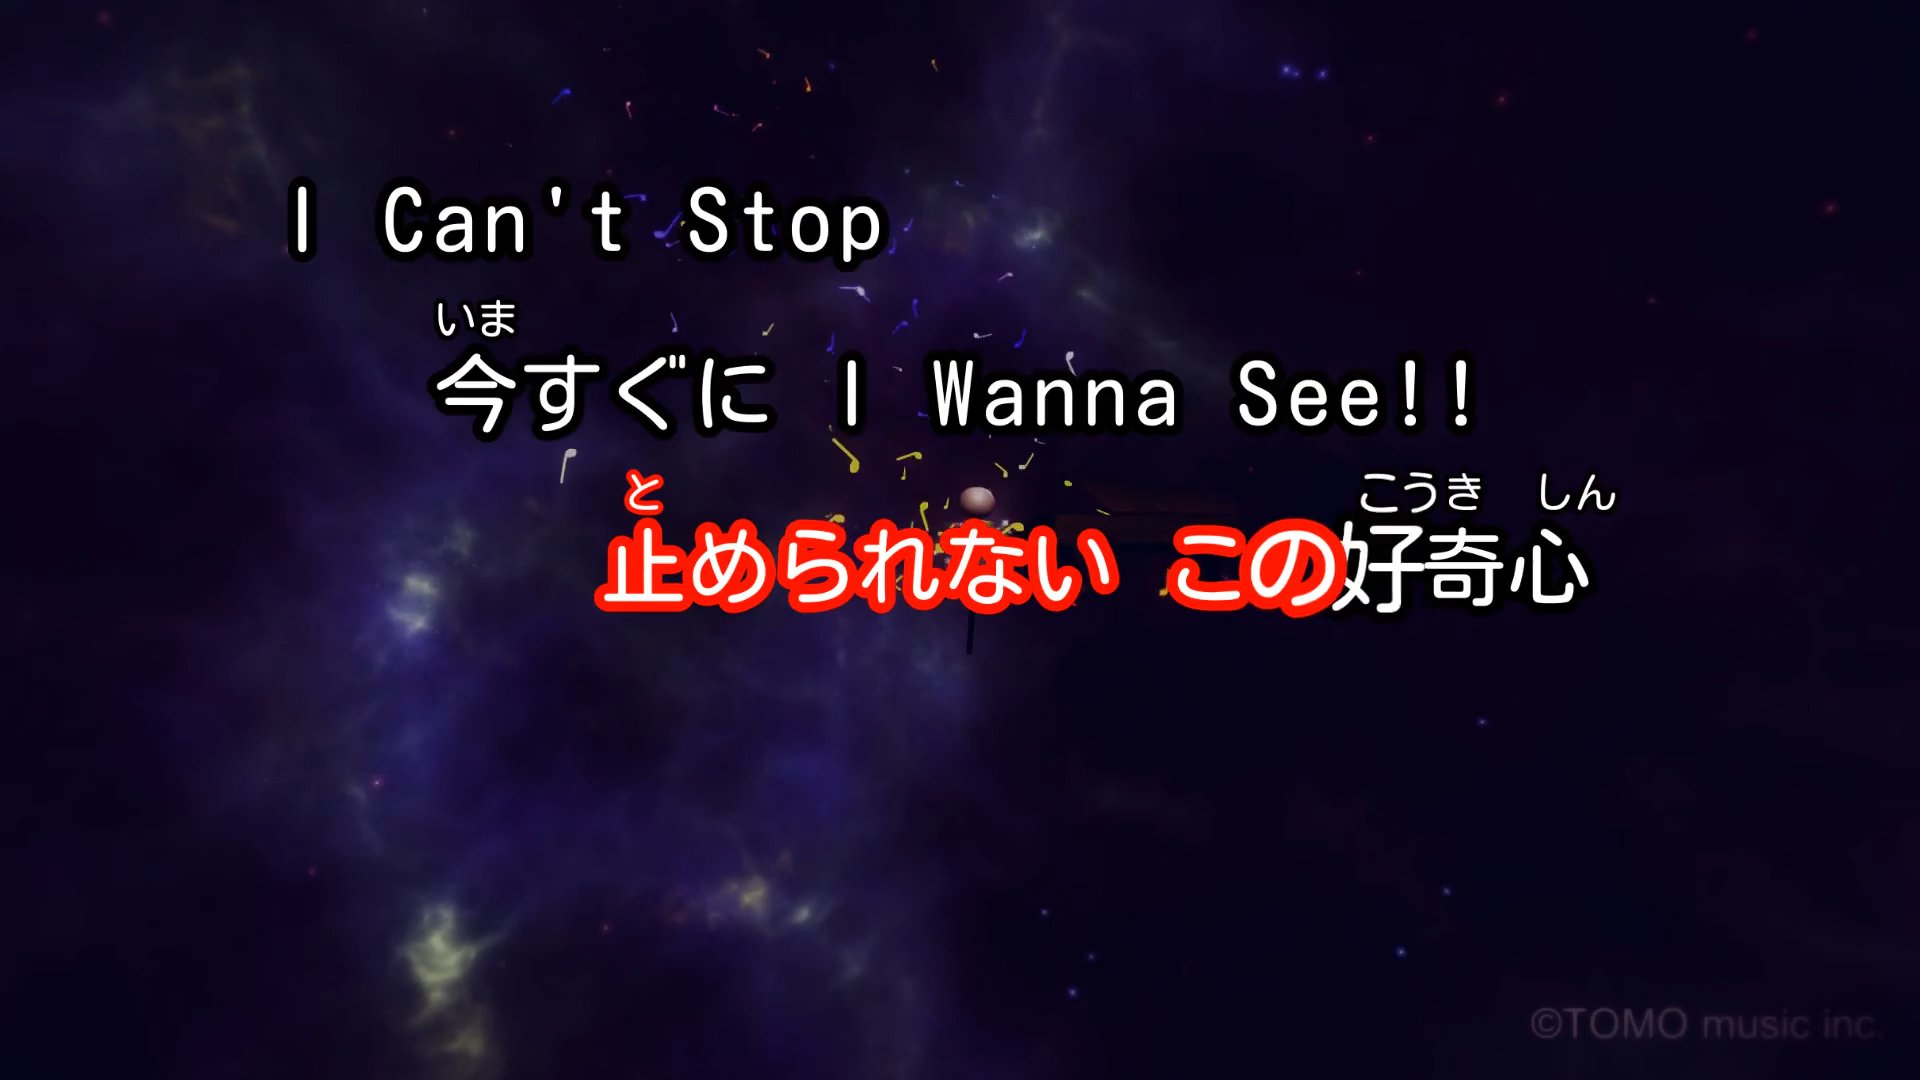 I Can't Stop
いま
今すぐに I Wanna See!!
と こうき しん
止められない この好奇心
©TOMO music inc.